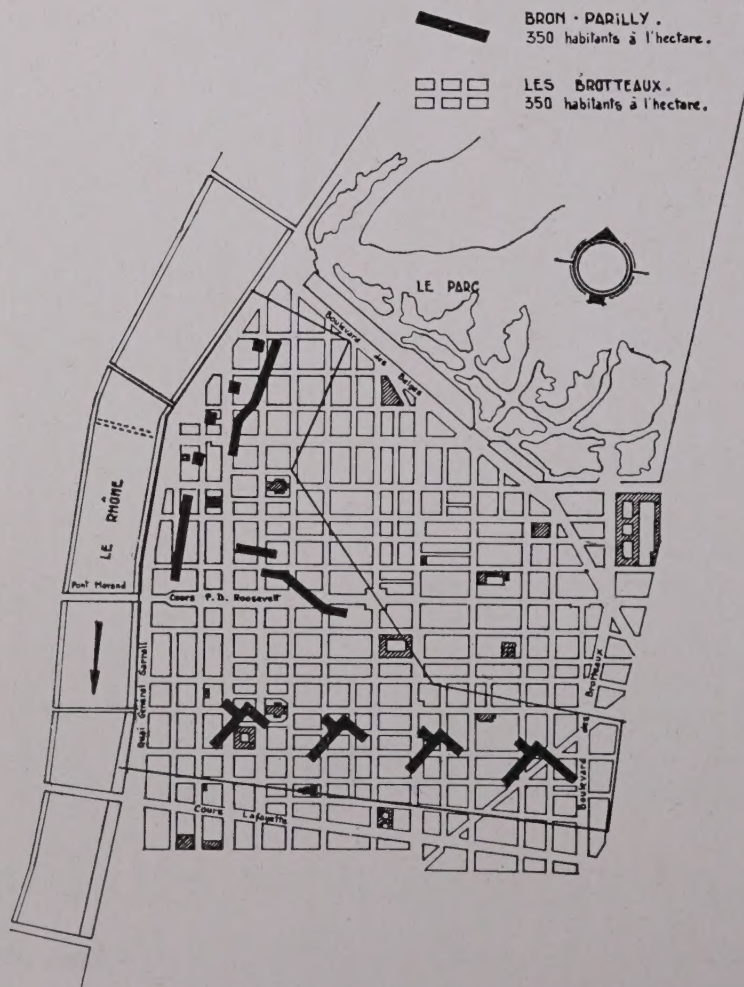 BRON · PARILLY .
350 habitants à l'hectare .
LES BROTTEAUX .
350 habitants à l'hectare .
LE PARC
Boulevard des Belges
LE RHÔNE
Pont Morand
Cours F. D. Roosevelt
Quai Général Sarrail
Boulevard des Brotteaux
Cours Lafayette